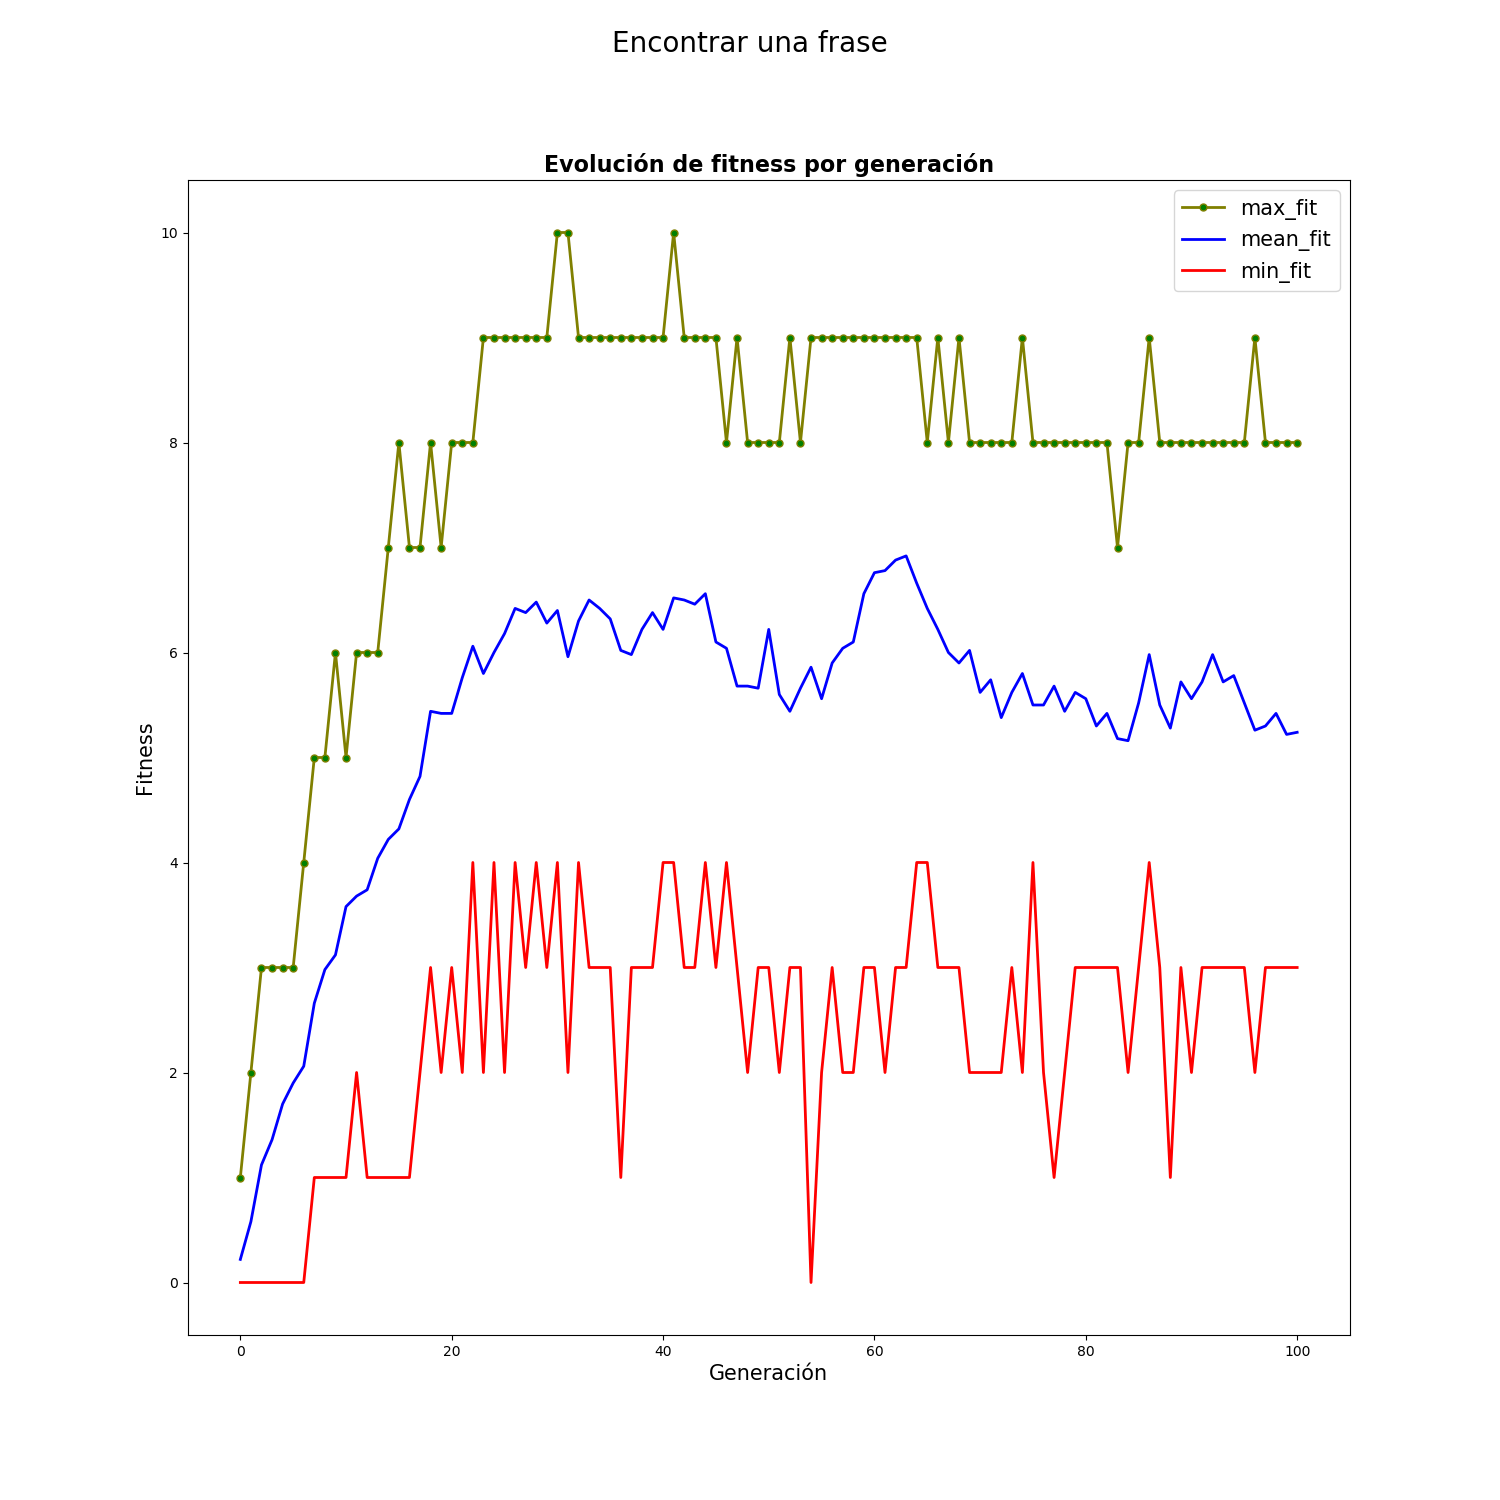 Encontrar una frase
Evolución de fitness por generación
max_fit
mean_fit
min_fit
Fitness
10
8
6
4
2
0
0 20 40 60 80 100
Generación